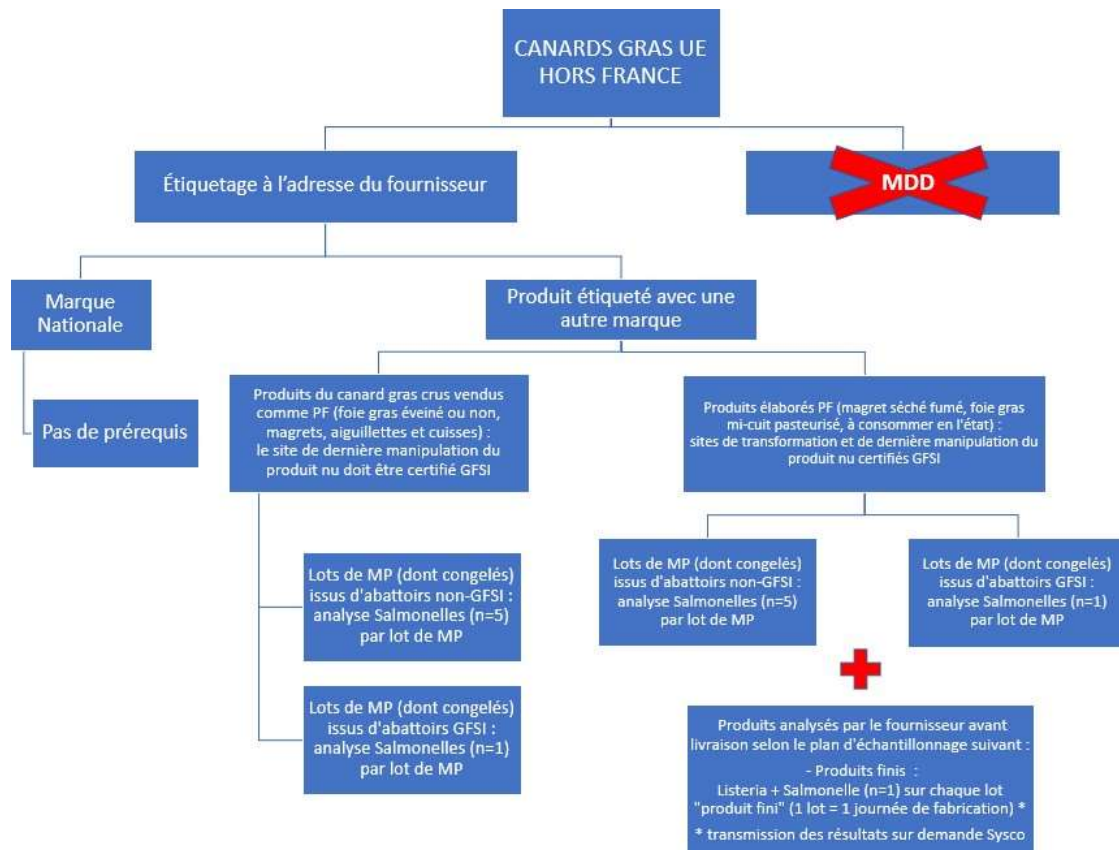 CANARDS GRAS UE
HORS FRANCE
Étiquetage à l'adresse du fournisseur
MDD
Marque
Nationale
Produit étiqueté avec une
autre marque
Pas de prérequis
Produits du canard gras crus vendus
comme PF (foie gras éveiné ou non,
magrets, aiguillettes et cuisses) :
le site de dernière manipulation du
produit nu doit être certifié GFSI
Produits élaborés PF (magret séché fumé, foie gras
mi-cuit pasteurisé, à consommer en l'état) :
sites de transformation et de dernière manipulation du
produit nu certifiés GFSI
Lots de MP (dont congelés)
issus d'abattoirs non-GFSI :
analyse Salmonelles (n=5)
par lot de MP
Lots de MP (dont congelés)
issus d'abattoirs GFSI :
analyse Salmonelles (n=1)
par lot de MP
Lots de MP (dont congelés)
issus d'abattoirs non-GFSI :
analyse Salmonelles (n=5)
par lot de MP
Lots de MP (dont congelés)
issus d'abattoirs GFSI :
analyse Salmonelles (n=1)
par lot de MP
Produits analysés par le fournisseur avant
livraison selon le plan d'échantillonnage suivant :
- Produits finis :
Listeria + Salmonelle (n=1) sur chaque lot
"produit fini" (1 lot = 1 journée de fabrication) *
* transmission des résultats sur demande Sysco